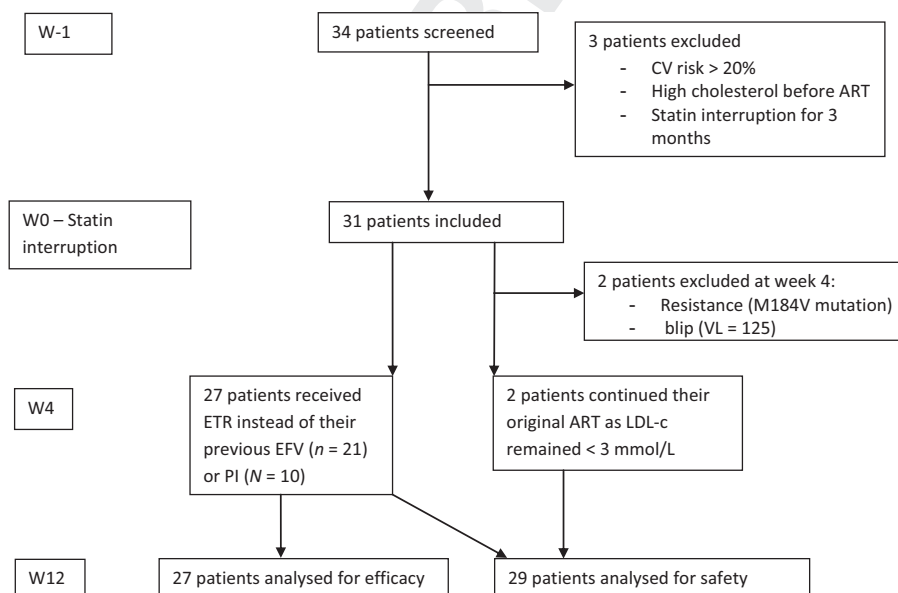 W-1
34 patients screened
3 patients excluded
- CV risk > 20%
- High cholesterol before ART
- Statin interruption for 3
months
W0 – Statin
interruption
31 patients included
2 patients excluded at week 4:
- Resistance (M184V mutation)
- blip (VL = 125)
W4
27 patients received
ETR instead of their
previous EFV (n = 21)
or PI (N = 10)
2 patients continued their
original ART as LDL-c
remained < 3 mmol/L
W12
27 patients analysed for efficacy
29 patients analysed for safety